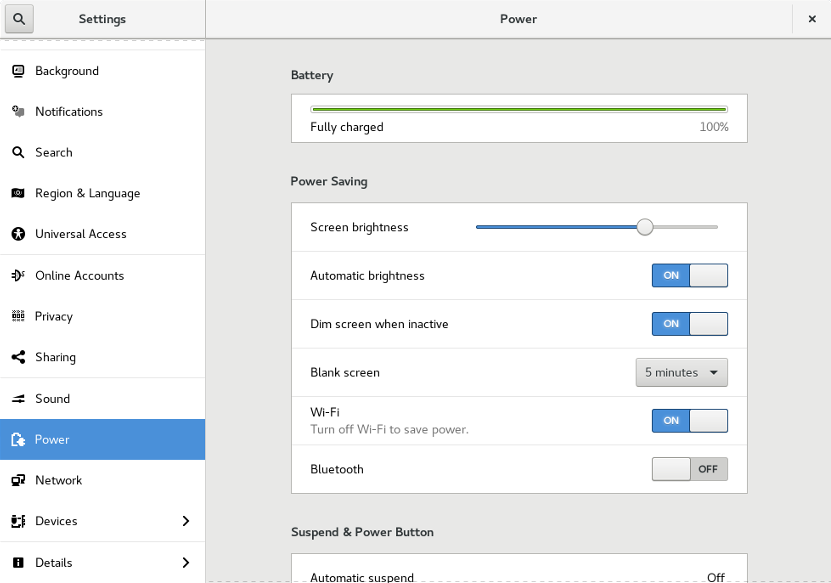 Settings
Power
Background
Notifications
Search
Region & Language
Universal Access
Online Accounts
Privacy
Sharing
Sound
Power
Network
Devices
Details
Battery
Fully charged 100%
Power Saving
Screen brightness
Automatic brightness ON
Dim screen when inactive ON
Blank screen 5 minutes
Wi-Fi ON
Turn off Wi-Fi to save power.
Bluetooth OFF
Suspend & Power Button
Automatic suspend Off